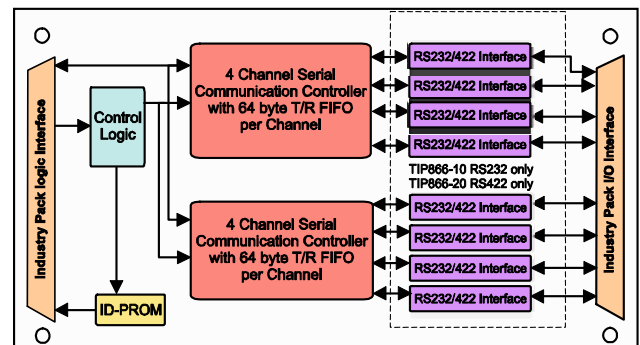 Industry Pack logic Interface
Control
Logic
ID-PROM
4 Channel Serial
Communication Controller
with 64 byte T/R FIFO
per Channel
4 Channel Serial
Communication Controller
with 64 byte T/R FIFO
per Channel
RS232/422 Interface
RS232/422 Interface
RS232/422 Interface
RS232/422 Interface
TIP866-10 RS232 only
TIP866-20 RS422 only
RS232/422 Interface
RS232/422 Interface
RS232/422 Interface
RS232/422 Interface
Industry Pack I/O Interface